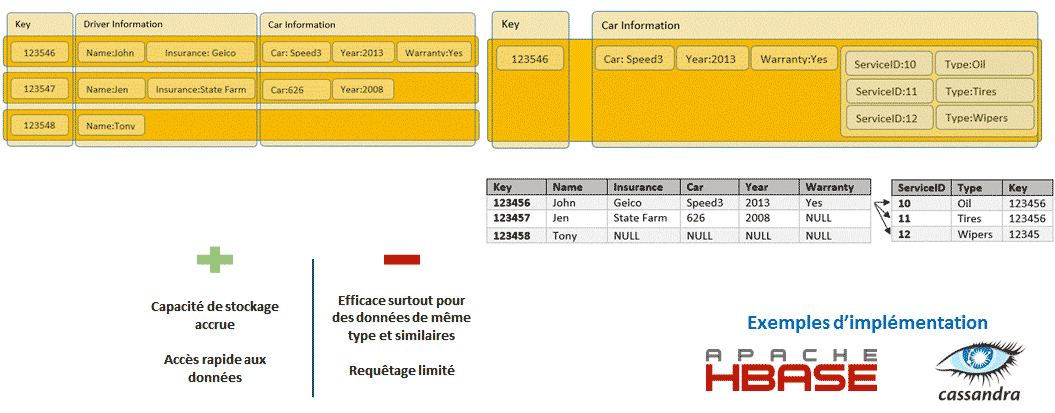 Key Driver Information Car Information
123546 Name:John Insurance: Geico Car: Speed3 Year:2013 Warranty:Yes
123547 Name:Jen Insurance:State Farm Car:626 Year:2008
123548 Name:Tony
Key Car Information
123546 Car: Speed3 Year:2013 Warranty:Yes
ServiceID:10 Type:Oil
ServiceID:11 Type:Tires
ServiceID:12 Type:Wipers
Key Name Insurance Car Year Warranty
123456 John Geico Speed3 2013 Yes
123457 Jen State Farm 626 2008 NULL
123458 Tony NULL NULL NULL NULL
ServiceID Type Key
10 Oil 123456
11 Tires 123456
12 Wipers 12345
Capacité de stockage
accrue
Accès rapide aux
données
Efficace surtout pour
des données de même
type et similaires
Requêtage limité
Exemples d’implémentation
APACHE
HBASE
cassandra